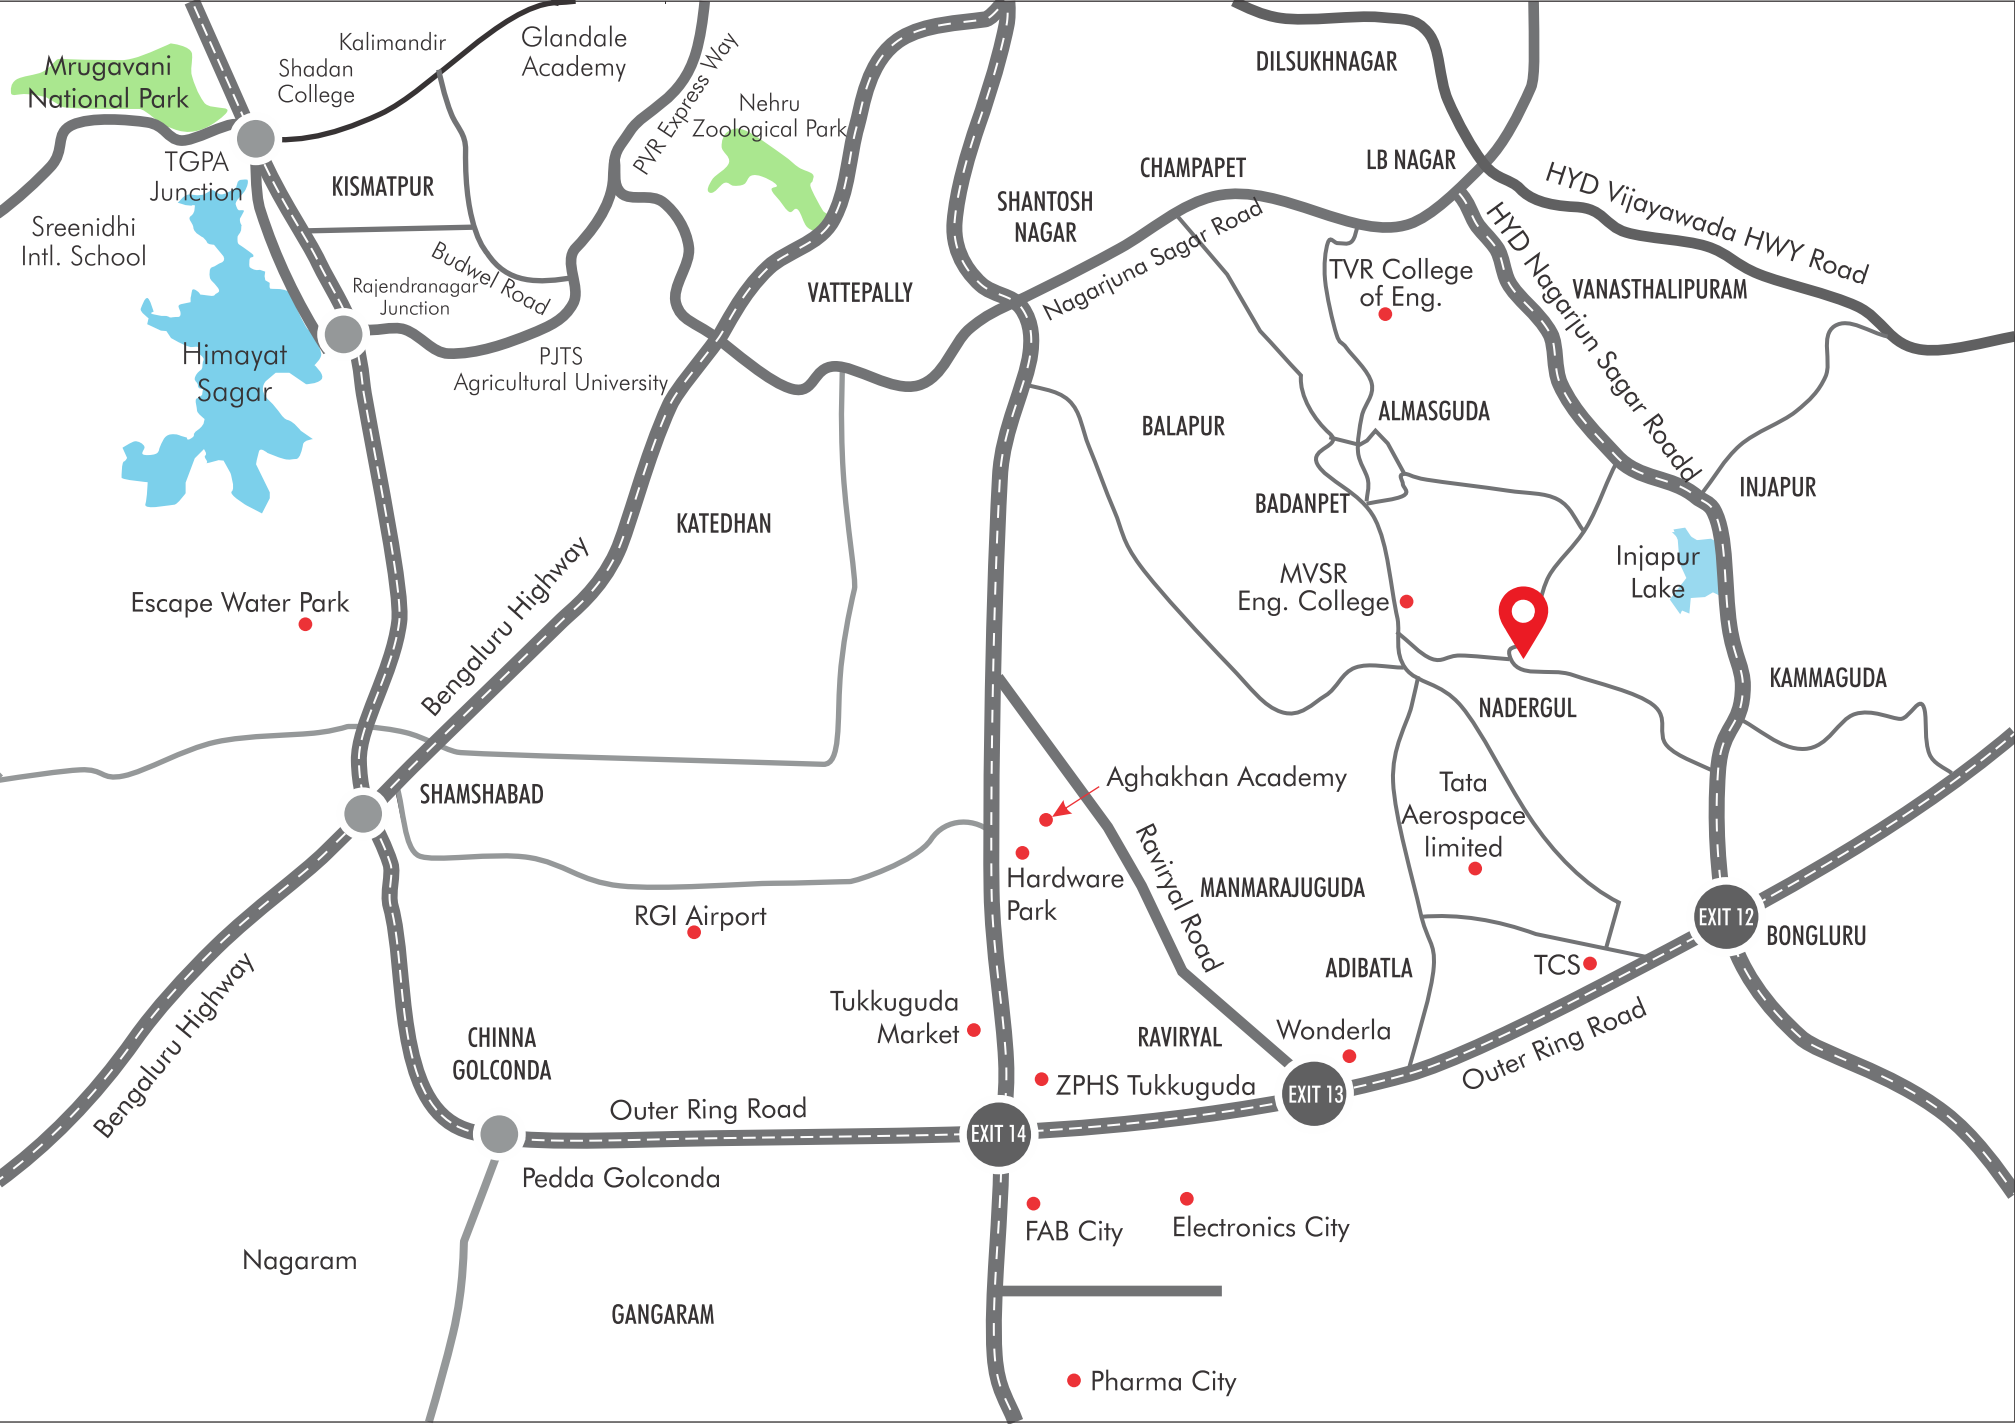 Kalimandir
Glandale
Academy
Mrugavani
National Park
Shadan
College
PVR Express Way
Nehru
Zoological Park
DILSUKHNAGAR
TGPA
Junction
KISMATPUR
CHAMPAPET
LB NAGAR
HYD Vijayawada HWY Road
SHANTOSH
NAGAR
Sreenidhi
Intl. School
Budwel Road
Rajendranagar
Junction
VATTEPALLY
Nagarjuna Sagar Road
TVR College
of Eng.
HYD Nagarjun Sagar Roadd
VANASTHALIPURAM
Himayat
Sagar
PJTS
Agricultural University
BALAPUR
ALMASGUDA
INJAPUR
KATEDHAN
BADANPET
MVSR
Eng. College
Injapur
Lake
Escape Water Park
Bengaluru Highway
KAMMAGUDA
NADERGUL
SHAMSHABAD
Aghakhan Academy
Tata
Aerospace
limited
Raviryal Road
Hardware
Park
MANMARAJUGUDA
RGI Airport
EXIT 12
BONGLURU
Bengaluru Highway
ADIBATLA
TCS
Tukkuguda
Market
CHINNA
GOLCONDA
RAVIRYAL
Wonderla
Outer Ring Road
ZPHS Tukkuguda
EXIT 13
Outer Ring Road
EXIT 14
Pedda Golconda
FAB City
Electronics City
Nagaram
GANGARAM
Pharma City